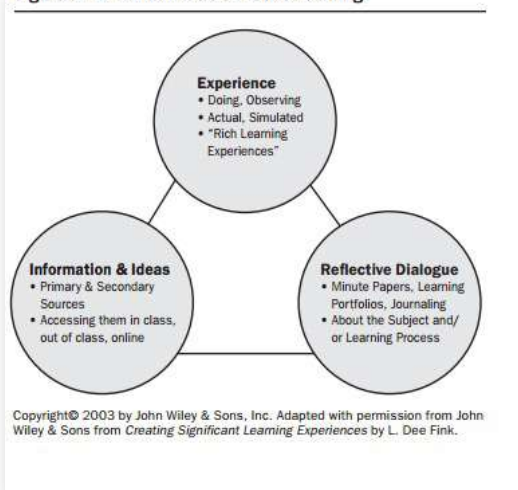 Experience
• Doing, Observing
• Actual, Simulated
• "Rich Learning
Experiences"
Information & Ideas
• Primary & Secondary
Sources
• Accessing them in class,
out of class, online
Reflective Dialogue
• Minute Papers, Learning
Portfolios, Journaling
• About the Subject and/
or Learning Process
Copyright© 2003 by John Wiley & Sons, Inc. Adapted with permission from John
Wiley & Sons from Creating Significant Learning Experiences by L. Dee Fink.